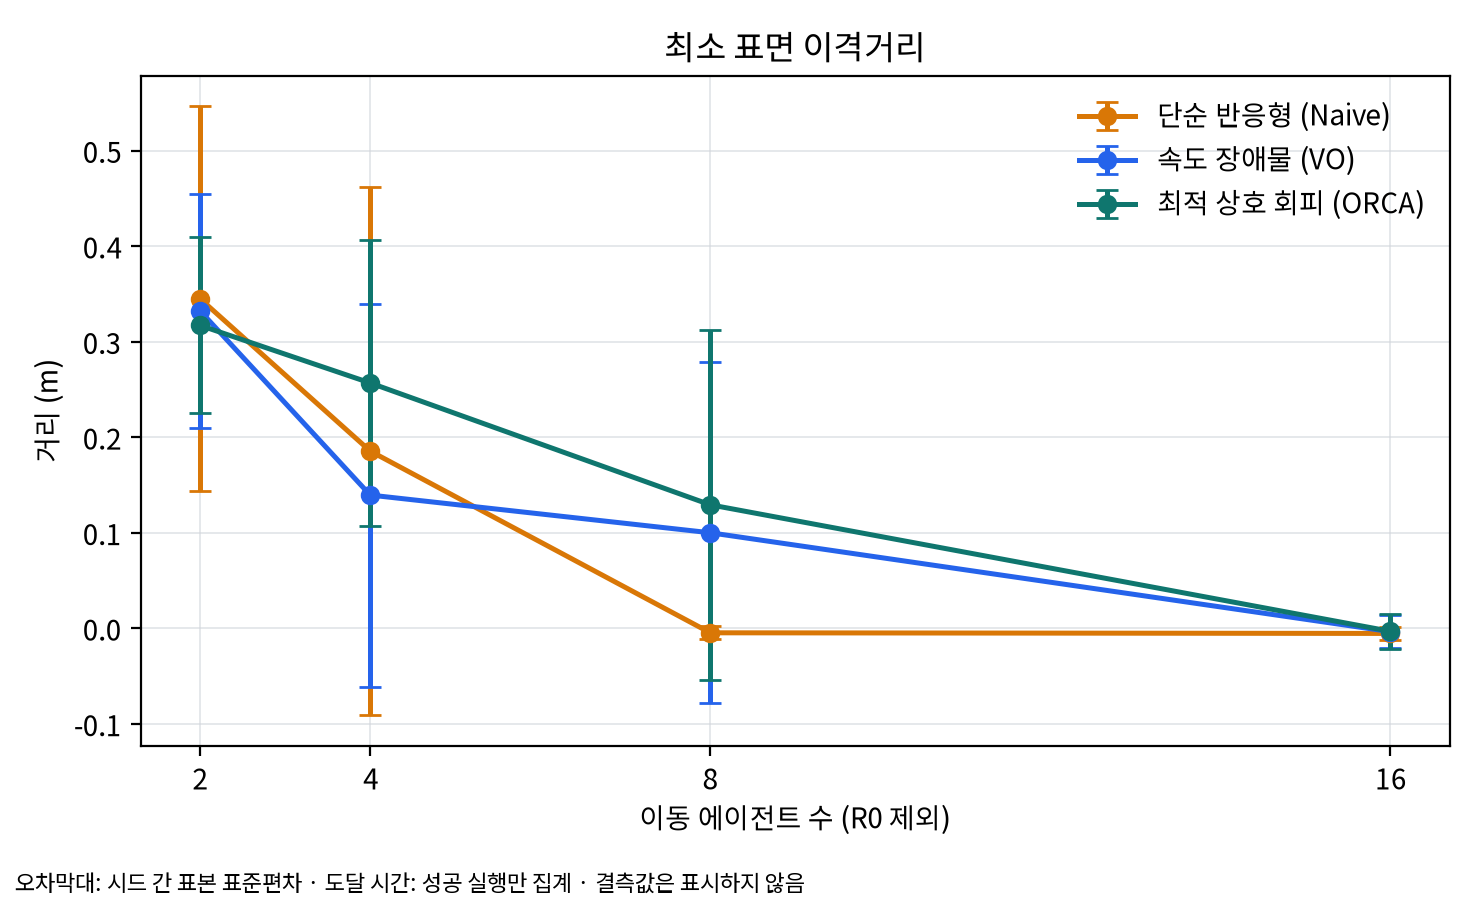 최소 표면 이격거리
단순 반응형 (Naive)
속도 장애물 (VO)
최적 상호 회피 (ORCA)
거리 (m)
0.5
0.4
0.3
0.2
0.1
0.0
-0.1
2 4 8 16
이동 에이전트 수 (R0 제외)
오차막대: 시드 간 표본 표준편차 · 도달 시간: 성공 실행만 집계 · 결측값은 표시하지 않음